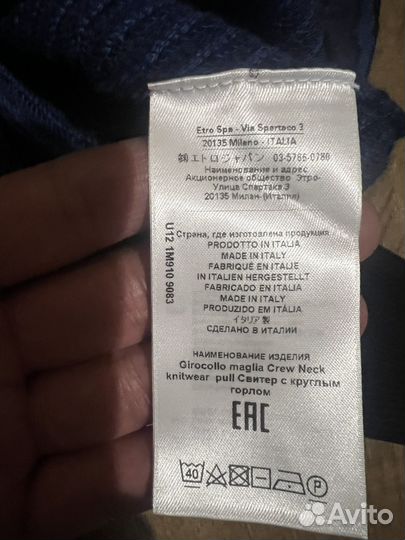 Etro Spa - Via Spartaco 3
20135 Milano - ITALIA
㈱エトロジャパン 03-5766-0780
Наименование и адрес
Акционерное общество Этро-
Улица Спартака 3
20135 Милан-(Италия)
Страна, где изготовлена продукция
PRODOTTO IN ITALIA
MADE IN ITALY
FABRIQUÉ EN ITALIE
IN ITALIEN HERGESTELLT
FABRICADO EN ITALIA
MADE IN ITALY
PRODUZIDO EM ITÁLIA
イタリア製
СДЕЛАНО В ИТАЛИИ
U12 1M910 9083
НАИМЕНОВАНИЕ ИЗДЕЛИЯ
Girocollo maglia Crew Neck
knitwear pull Свитер с круглым
горлом
EAC
40
P
Avito